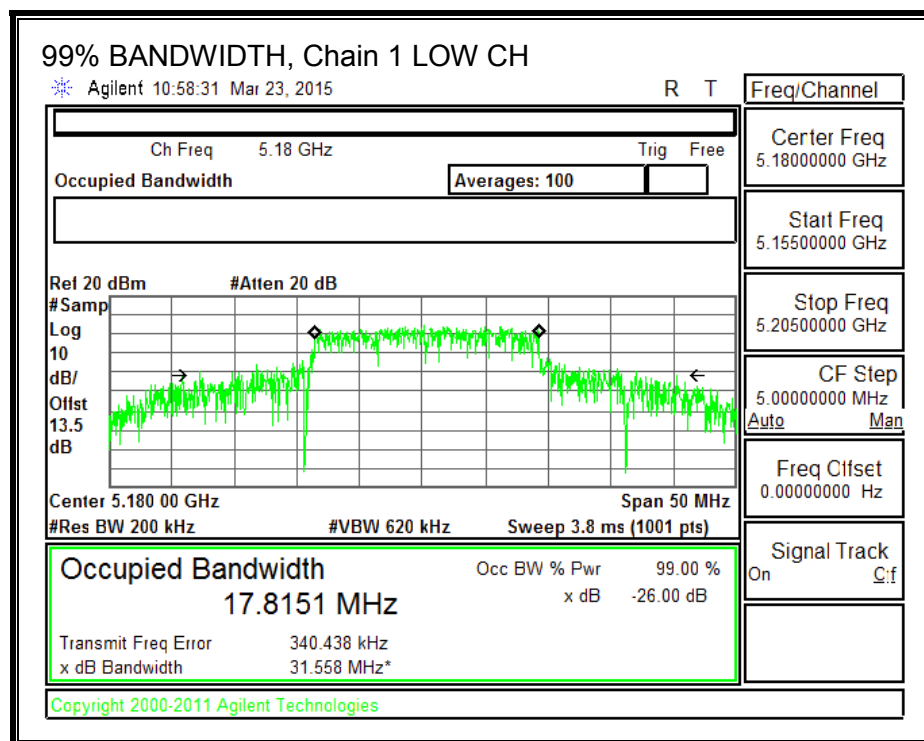 99% BANDWIDTH, Chain 1 LOW CH
Agilent 10:58:31 Mar 23, 2015 R T
Ch Freq 5.18 GHz Trig Free
Occupied Bandwidth Averages: 100
Ref 20 dBm #Atten 20 dB
#Samp
Log
10
dB/
Offst
13.5
dB
Center 5.180 00 GHz Span 50 MHz
#Res BW 200 kHz #VBW 620 kHz Sweep 3.8 ms (1001 pts)
Occupied Bandwidth Occ BW % Pwr 99.00 %
17.8151 MHz x dB -26.00 dB
Transmit Freq Error 340.438 kHz
x dB Bandwidth 31.558 MHz*
Copyright 2000-2011 Agilent Technologies
Freq/Channel
Center Freq
5.18000000 GHz
Start Freq
5.15500000 GHz
Stop Freq
5.20500000 GHz
CF Step
5.00000000 MHz
Auto Man
Freq Offset
0.00000000 Hz
Signal Track
On Off